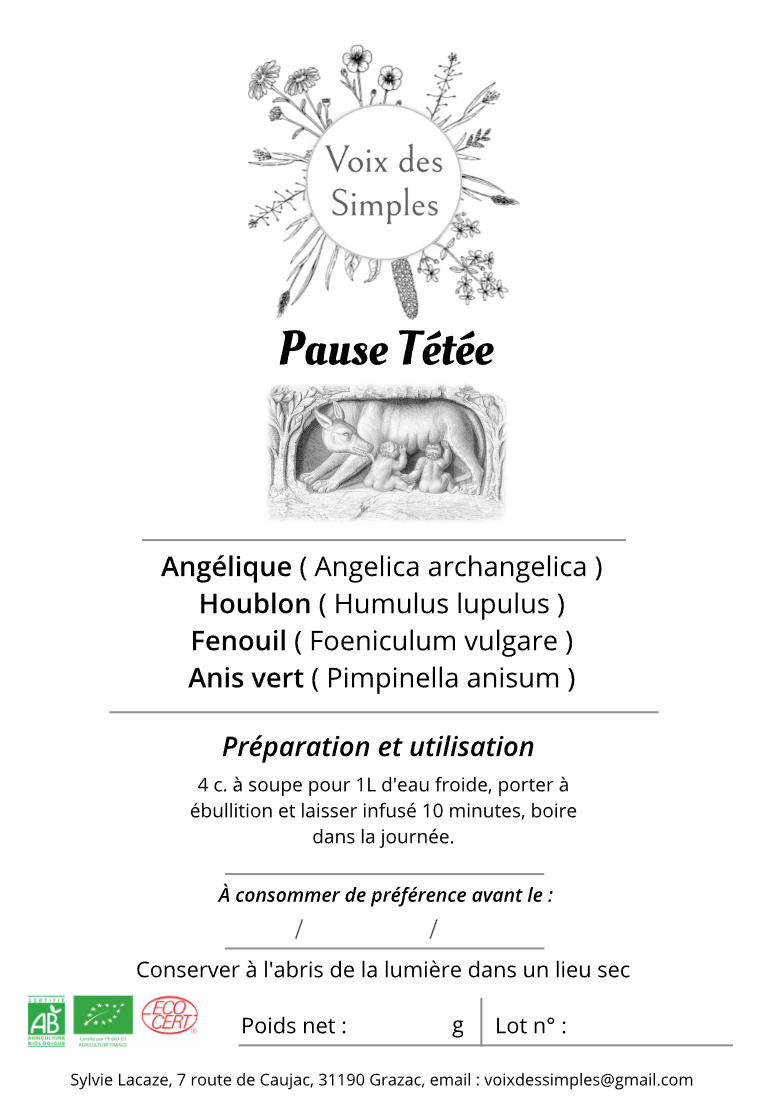 Voix des
Simples
Pause Tétée
Angélique ( Angelica archangelica )
Houblon ( Humulus lupulus )
Fenouil ( Foeniculum vulgare )
Anis vert ( Pimpinella anisum )
Préparation et utilisation
4 c. à soupe pour 1L d'eau froide, porter à
ébullition et laisser infusé 10 minutes, boire
dans la journée.
À consommer de préférence avant le :
/ /
Conserver à l'abris de la lumière dans un lieu sec
CERTIFIÉ
AB
AGRICULTURE
BIOLOGIQUE
Certifié par FR-BIO-01
AGRICULTURE FRANCE
ECO
CERT®
Poids net : g
Lot n° :
Sylvie Lacaze, 7 route de Caujac, 31190 Grazac, email : voixdessimples@gmail.com